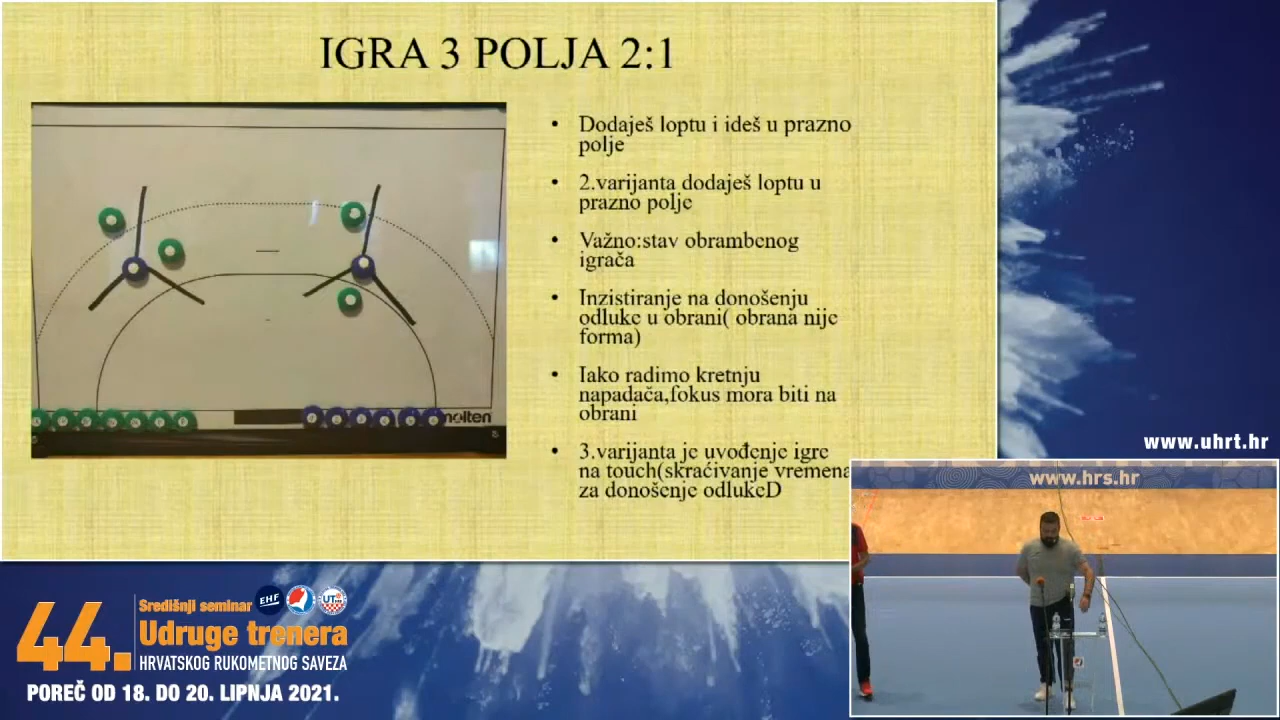 IGRA 3 POLJA 2:1
Dodaješ loptu i ideš u prazno
polje
2.varijanta dodaješ loptu u
prazno polje
Važno:stav obrambenog
igrača
Inzistiranje na donošenju
odluke u obrani( obrana nije
forma)
Iako radimo kretnju
napadača,fokus mora biti na
obrani
3.varijanta je uvođenje igre
na touch(skraćivanje vremena
za donošenje odlukeD
molten
www.uhrt.hr
www.hrs.hr
44.
Središnji seminar
EHF
Udruge trenera
HRVATSKOG RUKOMETNOG SAVEZA
POREČ OD 18. DO 20. LIPNJA 2021.